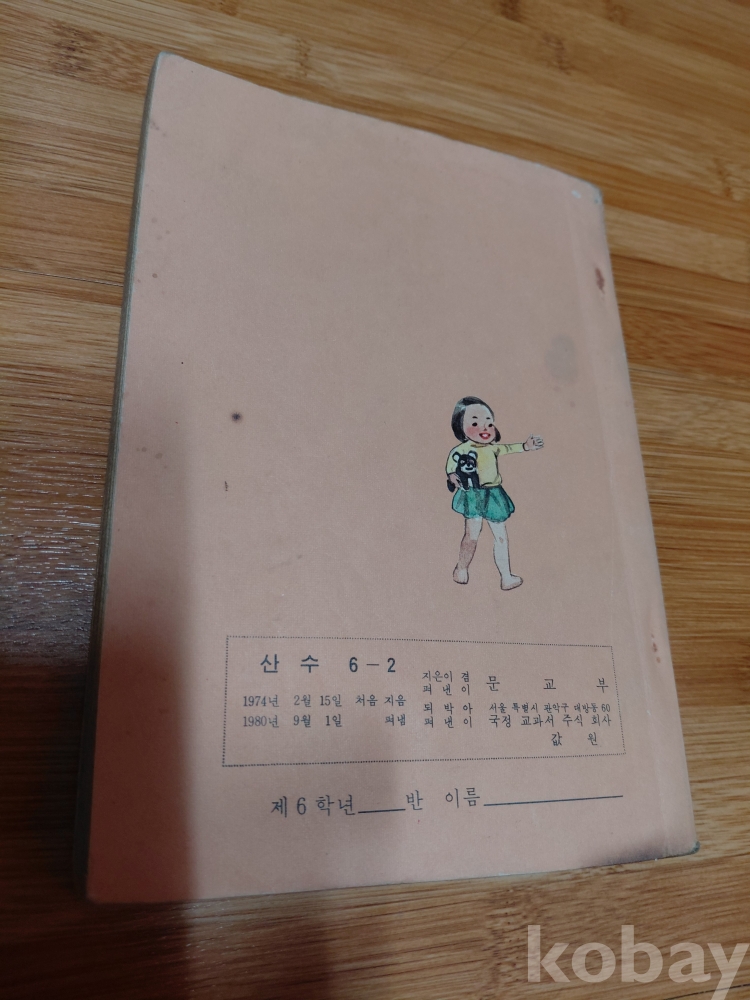 산 수 6-2
지은이 겸
펴 낸 이
문 교 부
1974년 2월 15일 처음 지음
되 박 아 서울 특별시 관악구 대방동 60
1980년 9월 1일 펴냄
펴 낸 이 국정 교과서 주식 회사
값 원
제 6 학년 반 이름
kobay